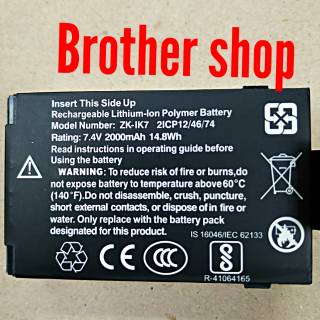 Brother shop
Insert This Side Up
Rechargeable Lithium-Ion Polymer Battery
Model Number: ZK-IK7 2ICP12/46/74
Rating: 7.4V 2000mAh 14.8Wh
Read instructions in operating guide before
Using the battery.
WARNING: To reduce risk of fire or burns,do
not expose battery to temperature above 60°C
(140°F).Do not disassemble, crush, puncture,
short external contacts, or dispose of in fire or
water. Only replace with the battery pack
designated for this product.
IS 16046/IEC 62133
CCC
R-41064165